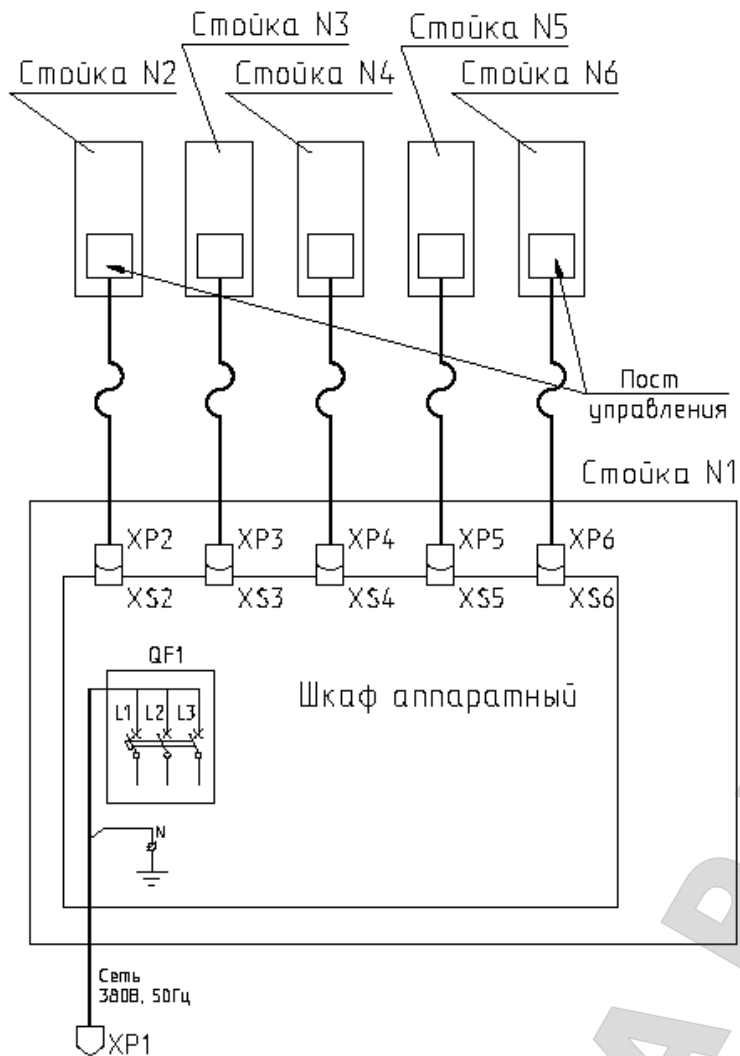 Стойка N3
Стойка N5
Стойка N2
Стойка N4
Стойка N6
Пост
управления
Стойка N1
XP2
XP3
XP4
XP5
XP6
XS2
XS3
XS4
XS5
XS6
QF1
Шкаф аппаратный
L1
L2
L3
N
Сеть
380В, 50Гц
XP1